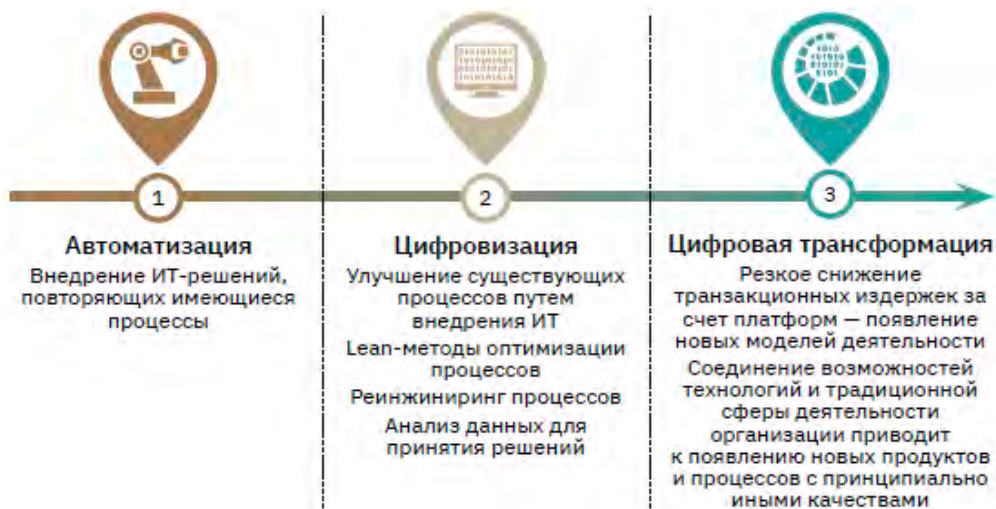 1
Автоматизация
Внедрение ИТ-решений,
повторяющих имеющиеся
процессы
2
Цифровизация
Улучшение существующих
процессов путем
внедрения ИТ
Lean-методы оптимизации
процессов
Реинжиниринг процессов
Анализ данных для
принятия решений
3
Цифровая трансформация
Резкое снижение
транзакционных издержек за
счет платформ — появление
новых моделей деятельности
Соединение возможностей
технологий и традиционной
сферы деятельности
организации приводит
к появлению новых продуктов
и процессов с принципиально
иными качествами